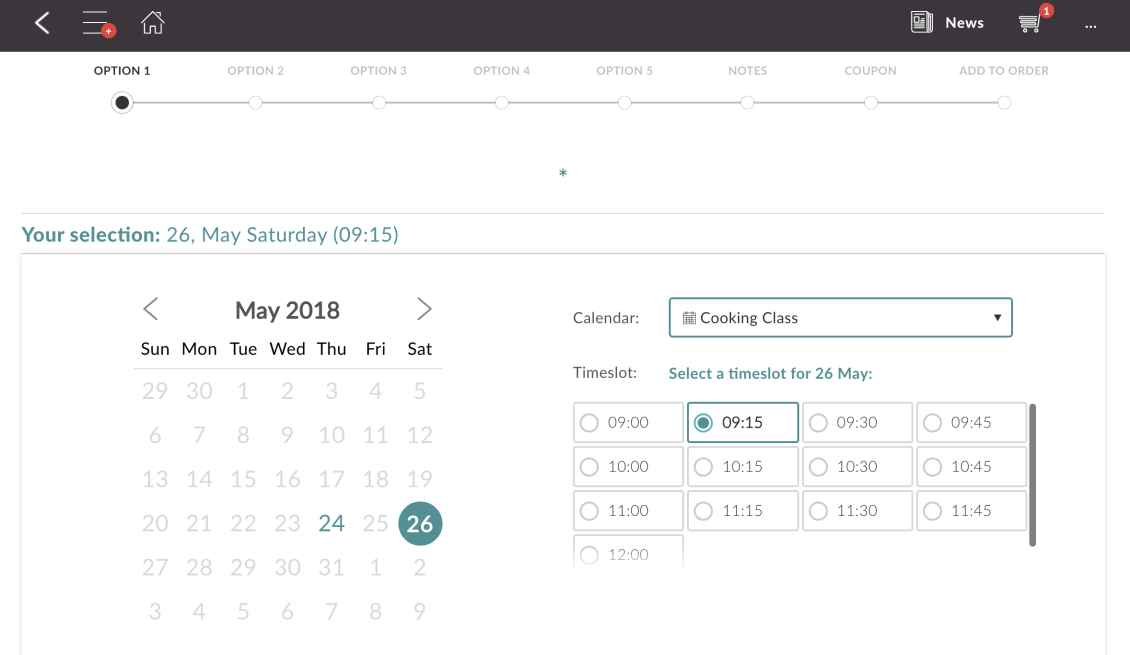 News
1
...
OPTION 1 OPTION 2 OPTION 3 OPTION 4 OPTION 5 NOTES COUPON ADD TO ORDER
*
Your selection: 26, May Saturday (09:15)
May 2018
Sun Mon Tue Wed Thu Fri Sat
29 30 1 2 3 4 5
6 7 8 9 10 11 12
13 14 15 16 17 18 19
20 21 22 23 24 25 26
27 28 29 30 31 1 2
3 4 5 6 7 8 9
Calendar: Cooking Class
Timeslot: Select a timeslot for 26 May:
09:00 09:15 09:30 09:45
10:00 10:15 10:30 10:45
11:00 11:15 11:30 11:45
12:00